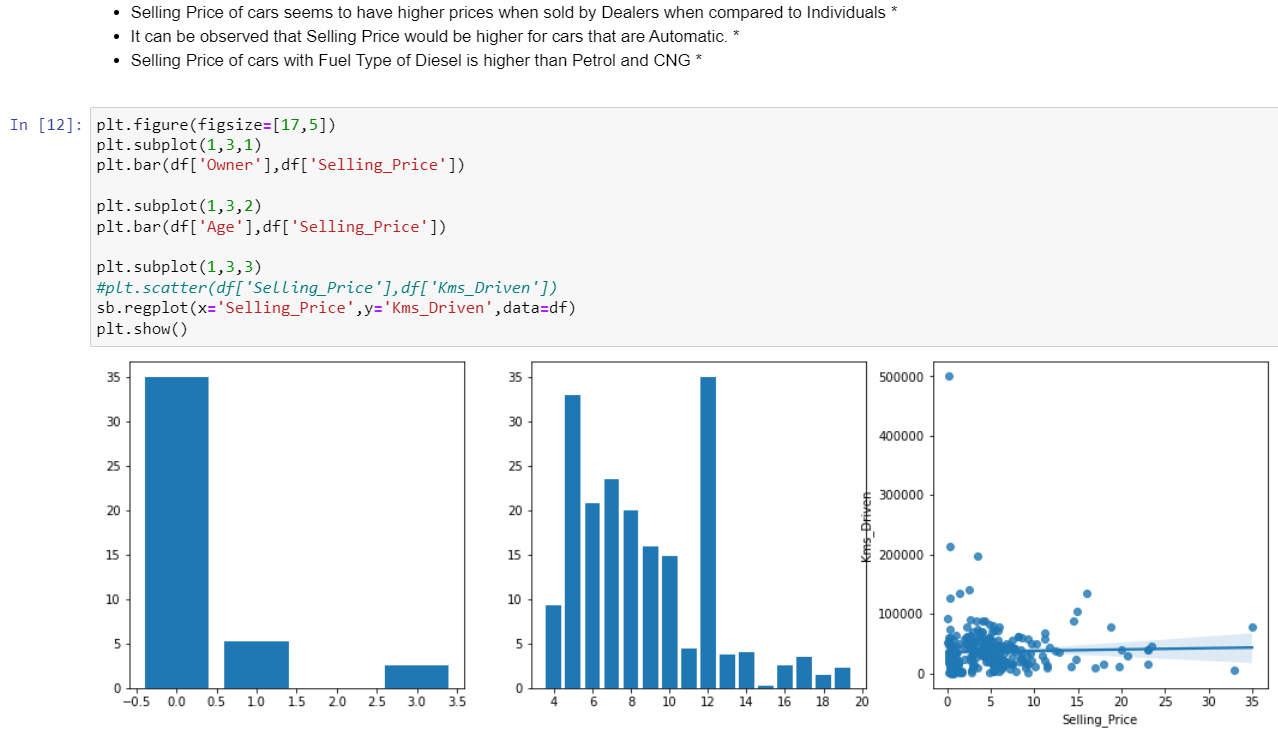 • Selling Price of cars seems to have higher prices when sold by Dealers when compared to Individuals *
• It can be observed that Selling Price would be higher for cars that are Automatic. *
• Selling Price of cars with Fuel Type of Diesel is higher than Petrol and CNG *
In [12]:
plt.figure(figsize=[17,5])
plt.subplot(1,3,1)
plt.bar(df['Owner'],df['Selling_Price'])
plt.subplot(1,3,2)
plt.bar(df['Age'],df['Selling_Price'])
plt.subplot(1,3,3)
#plt.scatter(df['Selling_Price'],df['Kms_Driven'])
sb.regplot(x='Selling_Price',y='Kms_Driven',data=df)
plt.show()
35
30
25
20
15
10
5
0
−0.5 0.0 0.5 1.0 1.5 2.0 2.5 3.0 3.5
35
30
25
20
15
10
5
0
4 6 8 10 12 14 16 18 20
Kms_Driven
500000
400000
300000
200000
100000
0
0 5 10 15 20 25 30 35
Selling_Price